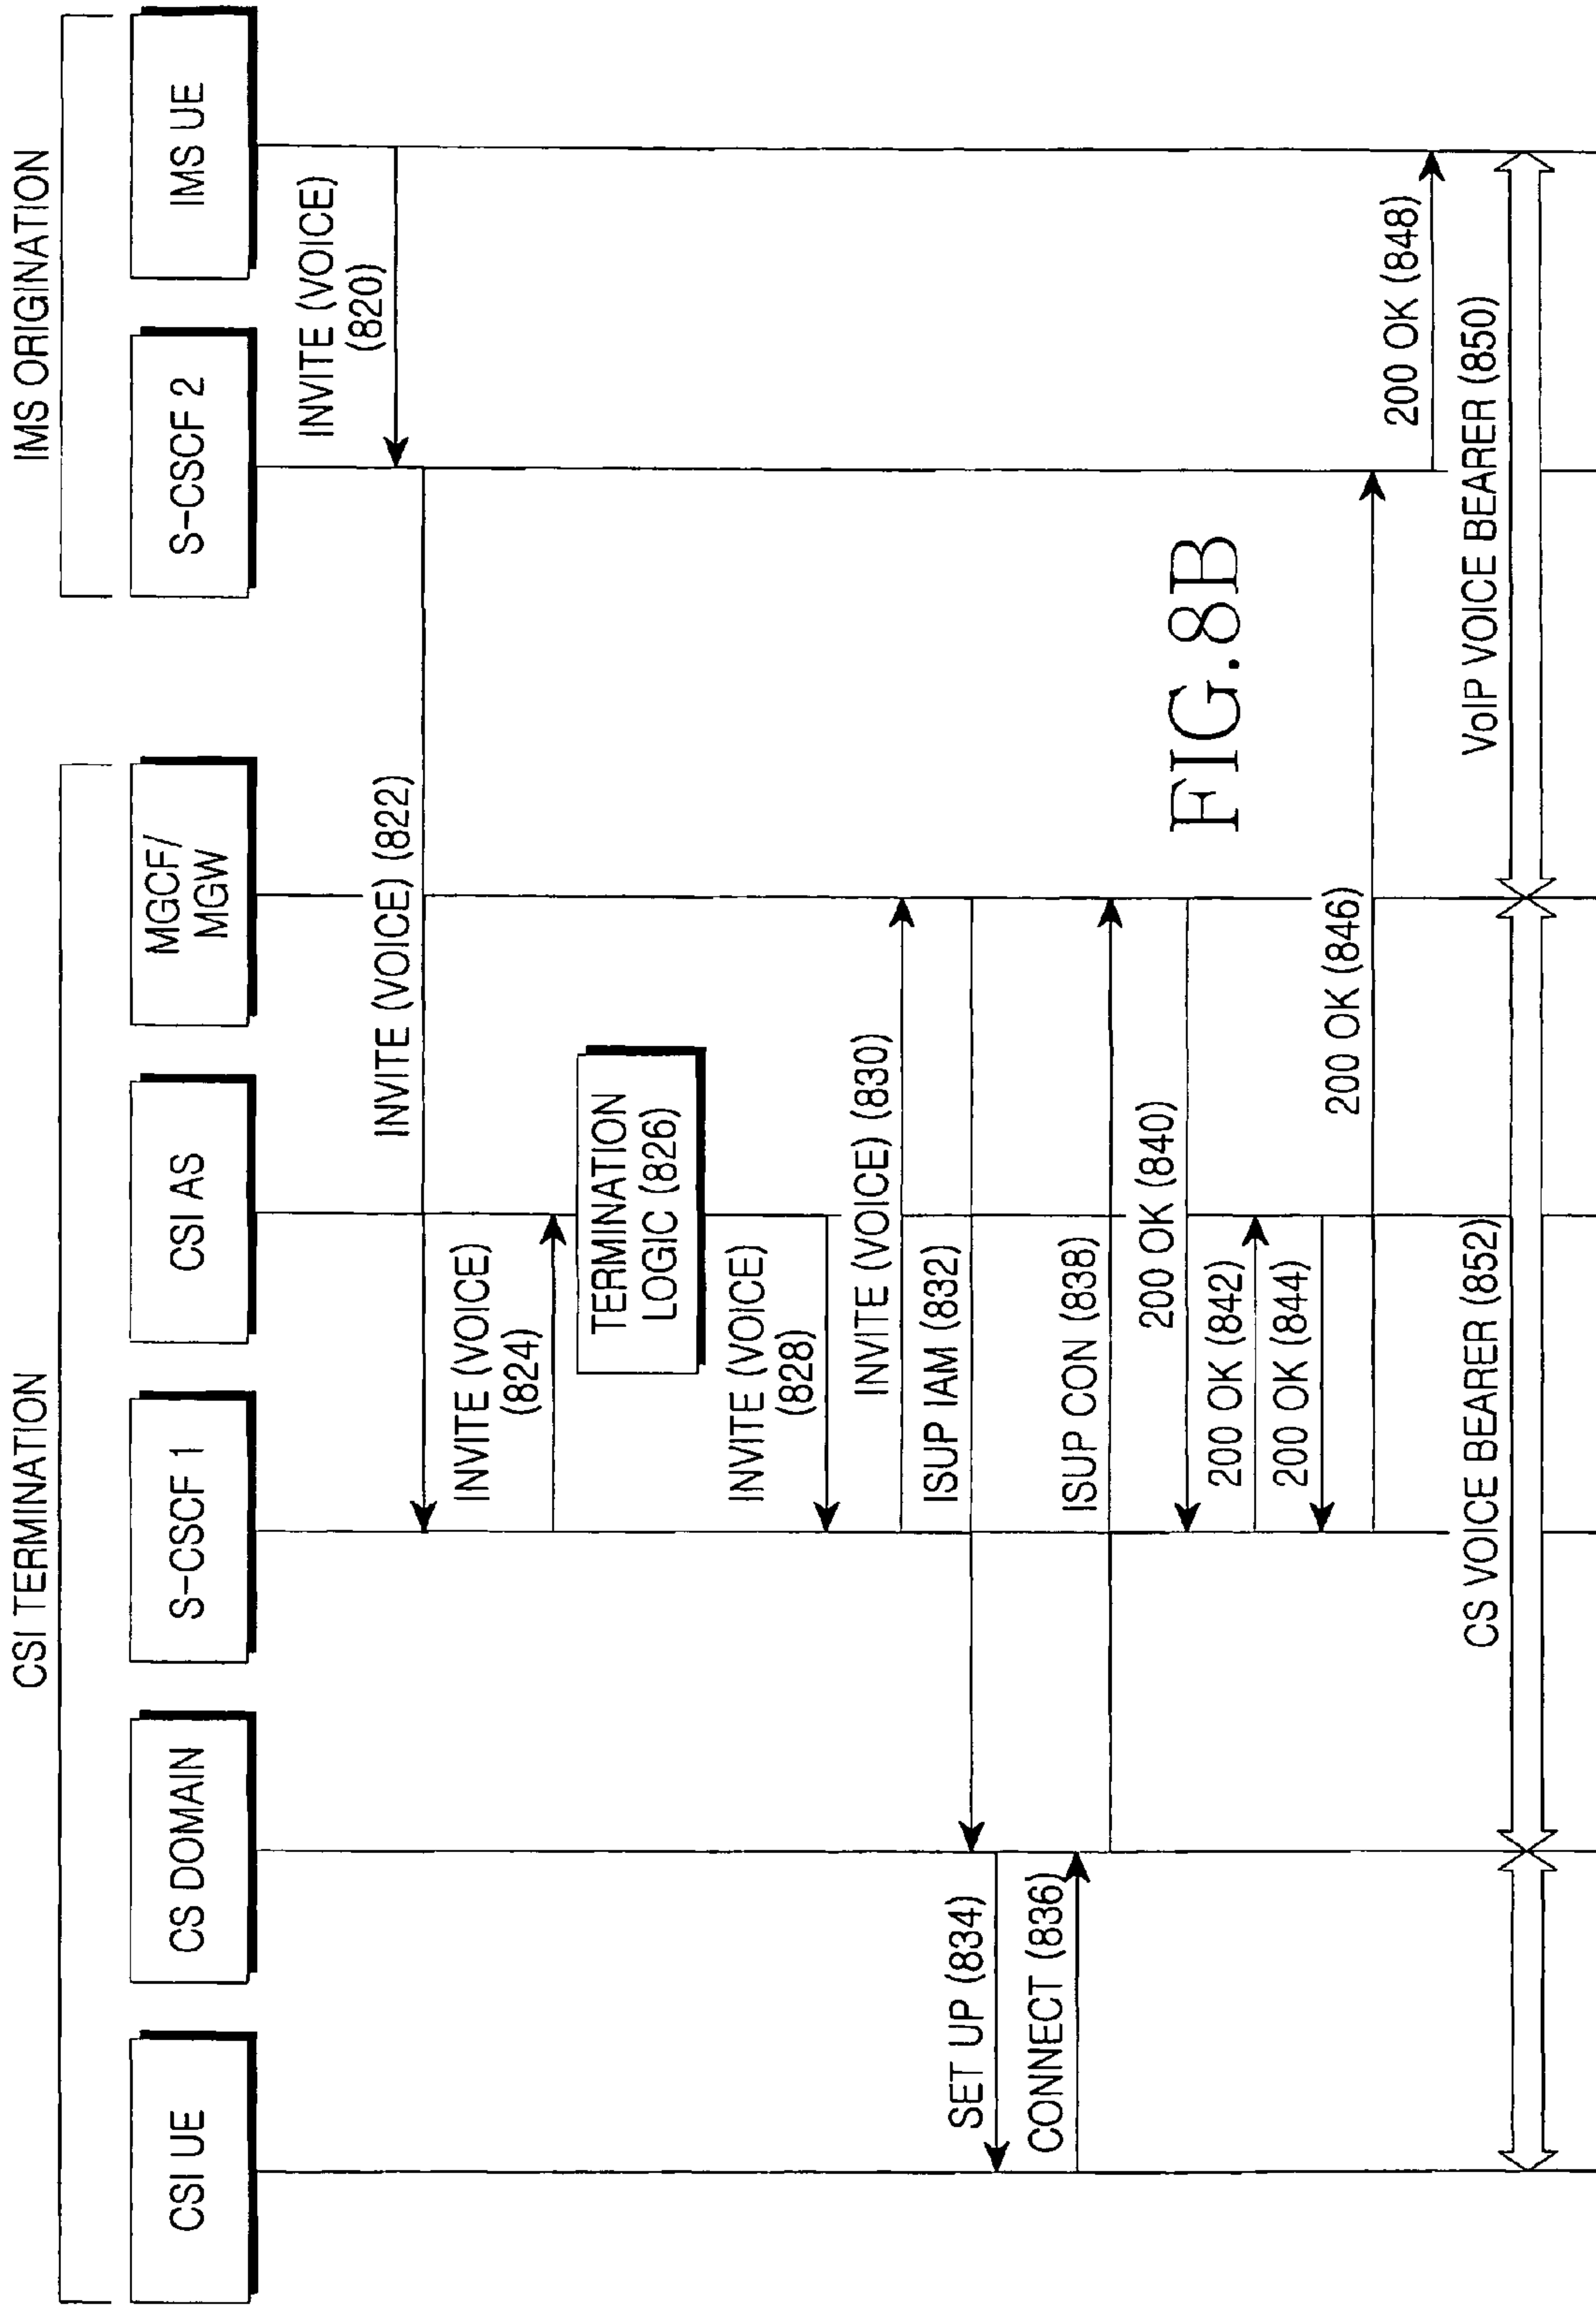 CSI TERMINATION
IMS ORIGINATION
CSI UE
CS DOMAIN
S-CSCF 1
CSI AS
MGCF/
MGW
S-CSCF 2
IMS UE
INVITE (VOICE)
(820)
INVITE (VOICE) (822)
INVITE (VOICE)
(824)
TERMINATION
LOGIC (826)
INVITE (VOICE)
(828)
INVITE (VOICE) (830)
ISUP IAM (832)
SET UP (834)
CONNECT (836)
ISUP CON (838)
200 OK (840)
200 OK (842)
200 OK (844)
200 OK (846)
200 OK (848)
VoIP VOICE BEARER (850)
CS VOICE BEARER (852)
FIG.8B